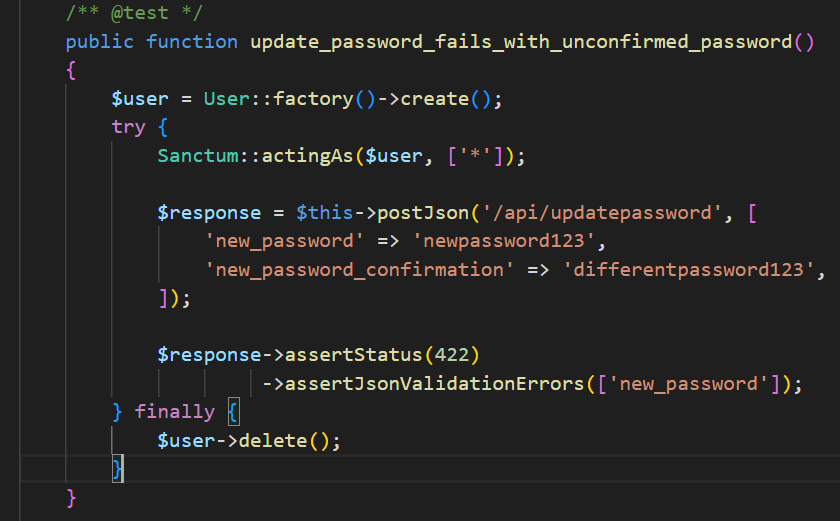 /** @test */
public function update_password_fails_with_unconfirmed_password()
{
    $user = User::factory()->create();
    try {
        Sanctum::actingAs($user, ['*']);

        $response = $this->postJson('/api/updatepassword', [
            'new_password' => 'newpassword123',
            'new_password_confirmation' => 'differentpassword123',
        ]);

        $response->assertStatus(422)
                 ->assertJsonValidationErrors(['new_password']);
    } finally {
        $user->delete();
    }
}